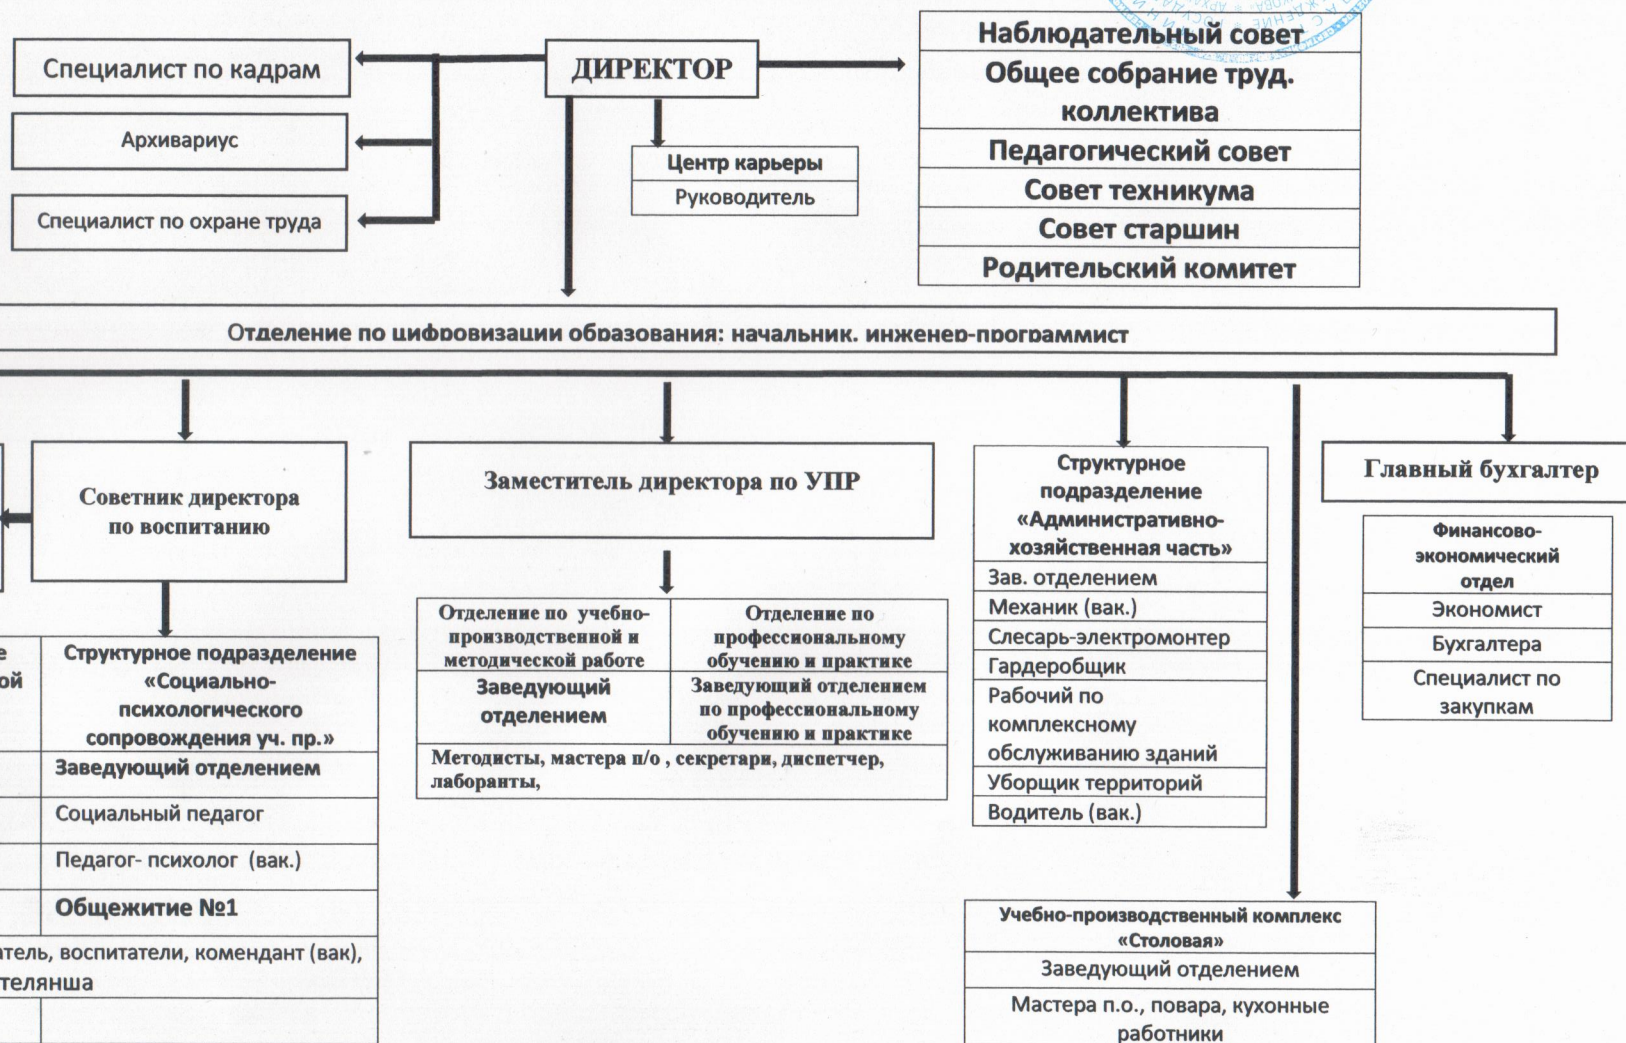 Специалист по кадрам
Архивариус
Специалист по охране труда
ДИРЕКТОР
Центр карьеры
Руководитель
Наблюдательный совет
Общее собрание труд.
коллектива
Педагогический совет
Совет техникума
Совет старшин
Родительский комитет
Отделение по цифровизации образования: начальник. инженер-программист
Советник директора
по воспитанию
Структурное подразделение
«Социально-
психологического
сопровождения уч. пр.»
Заведующий отделением
Социальный педагог
Педагог- психолог (вак.)
Общежитие №1
воспитатели, комендант (вак),
Заместитель директора по УПР
Отделение по учебно-
производственной и
методической работе
Заведующий
отделением
Отделение по
профессиональному
обучению и практике
Заведующий отделением
по профессиональному
обучению и практике
Методисты, мастера п/о , секретари, диспетчер,
лаборанты,
Структурное
подразделение
«Административно-
хозяйственная часть»
Зав. отделением
Механик (вак.)
Слесарь-электромонтер
Гардеробщик
Рабочий по
комплексному
обслуживанию зданий
Уборщик территорий
Водитель (вак.)
Учебно-производственный комплекс
«Столовая»
Заведующий отделением
Мастера п.о., повара, кухонные
работники
Главный бухгалтер
Финансово-
экономический
отдел
Экономист
Бухгалтера
Специалист по
закупкам